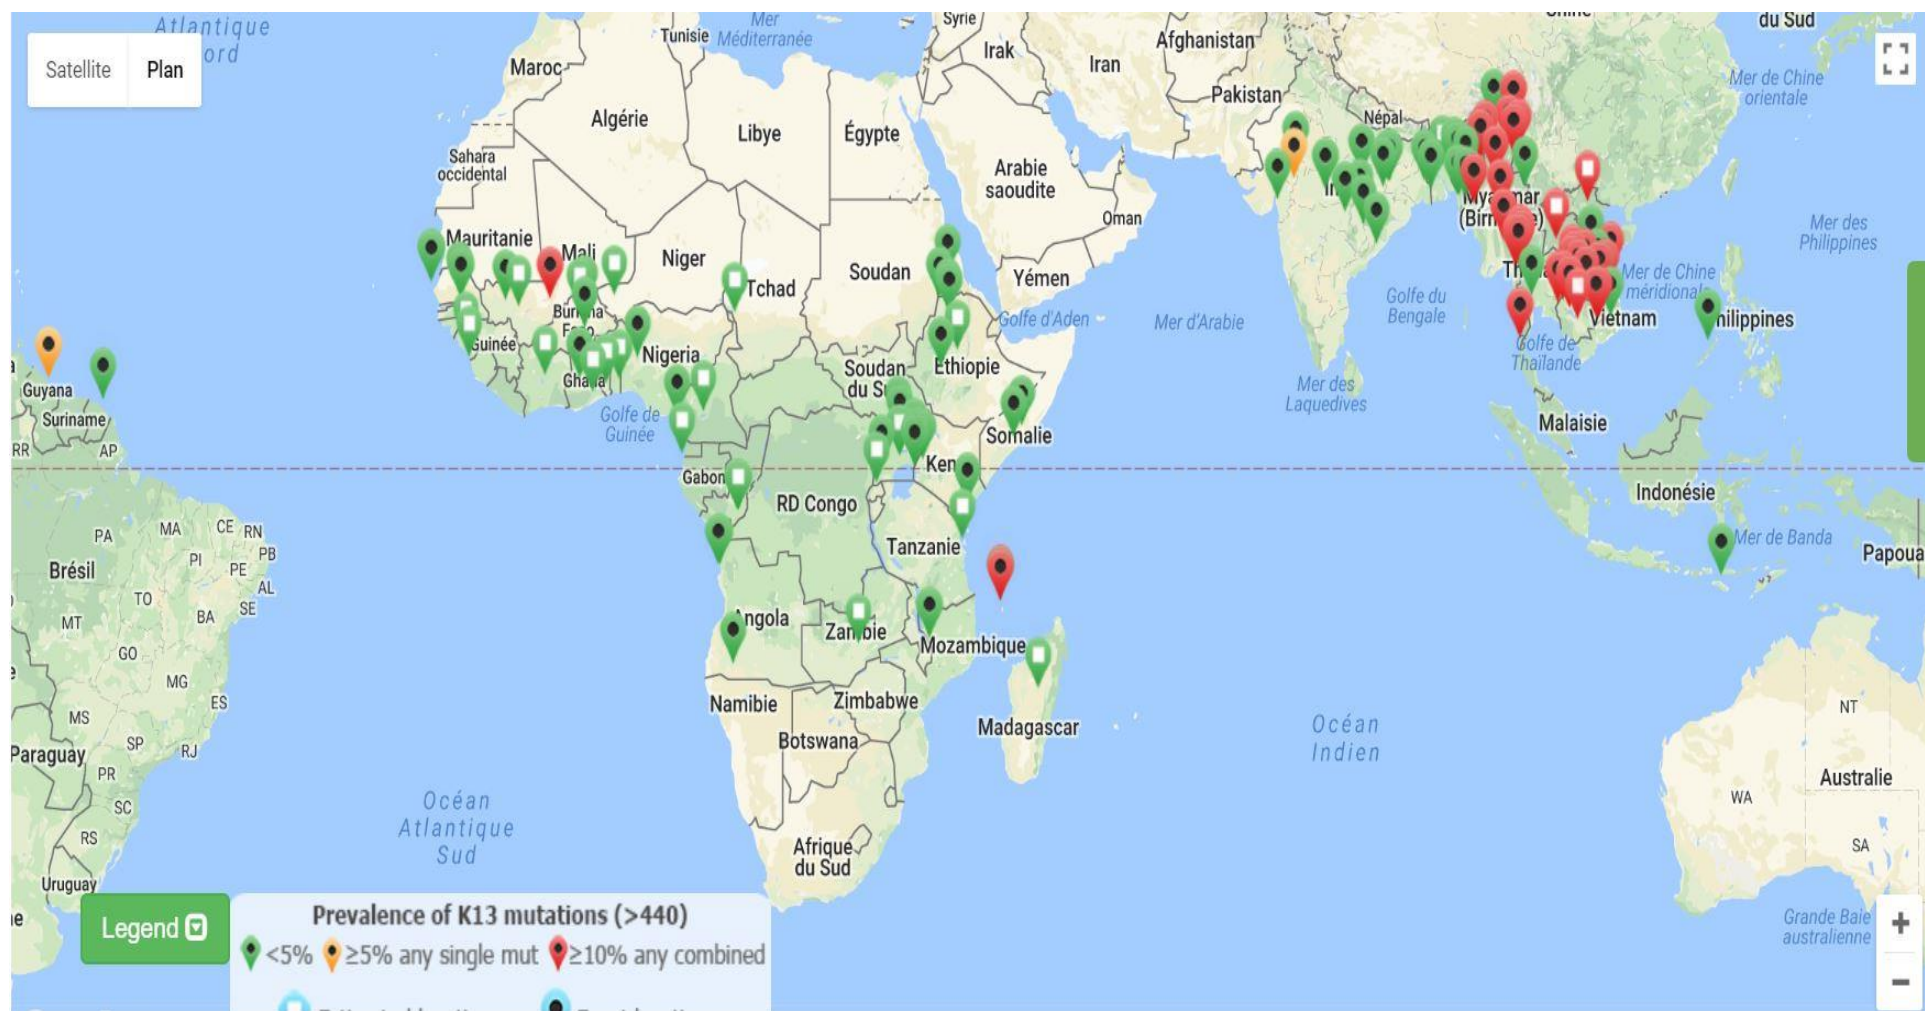 Atlantique
ord
Satellite
Plan
Tunisie
Mer
Méditerranée
Syrie
Irak
Iran
Afghanistan
Pakistan
Népal
du Sud
Mer de Chine
orientale
Maroc
Algérie
Libye
Égypte
Sahara
occidental
Arabie
saoudite
Oman
Mer des
Philippines
Mauritanie
Mali
Niger
Tchad
Soudan
Yémen
Golfe d'Aden
Mer d'Arabie
Golfe du
Bengale
(Bir
Mer de Chine
méridionale
Vietnam
hilippines
Golfe de
Thaïlande
Guinée
Nigeria
Soudan
du S
Éthiopie
Guyana
Suriname
Golfe de
Guinée
Somalie
Mer des
Laquedives
Malaisie
RR
AP
Gabon
Ken
RD Congo
Indonésie
Tanzanie
Mer de Banda
Papoua
PA
MA
CE
RN
PB
PI
PE
AL
SE
TO
BA
Brésil
MT
GO
MG
ES
MS
SP
RJ
PR
SC
RS
Paraguay
Uruguay
ngola
Mozambique
Namibie
Zimbabwe
Botswana
Madagascar
Afrique
du Sud
Océan
Indien
Océan
Atlantique
Sud
NT
Australie
WA
SA
Grande Baie
australienne
+
−
Legend
Prevalence of K13 mutations (>440)
<5% ≥5% any single mut ≥10% any combined